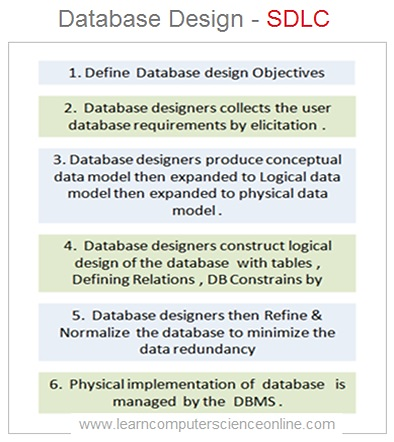 Database Design - SDLC
1. Define Database design Objectives
2. Database designers collects the user
database requirements by elicitation .
3. Database designers produce conceptual
data model then expanded to Logical data
model then expanded to physical data
model .
4. Database designers construct logical
design of the database with tables ,
Defining Relations , DB Constrains by
5. Database designers then Refine &
Normalize the database to minimize the
data redundancy
6. Physical implementation of database is
managed by the DBMS .
www.learncomputerscienceonline.com